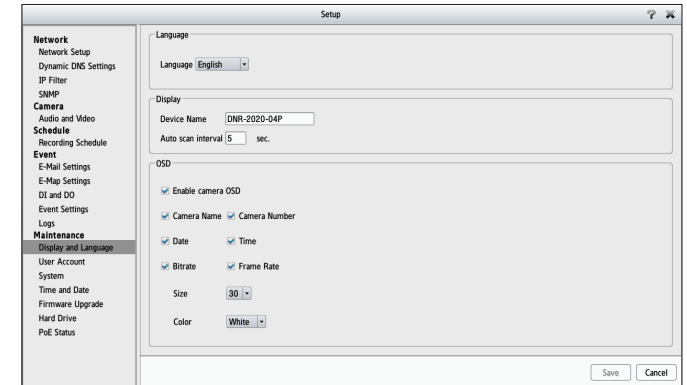 Setup
?
Network
Network Setup
Dynamic DNS Settings
IP Filter
SNMP
Camera
Audio and Video
Schedule
Recording Schedule
Event
E-Mail Settings
E-Map Settings
DI and DO
Event Settings
Logs
Maintenance
Display and Language
User Account
System
Time and Date
Firmware Upgrade
Hard Drive
PoE Status
Language
Language English
Display
Device Name DNR-2020-04P
Auto scan interval 5 sec.
OSD
Enable camera OSD
Camera Name Camera Number
Date Time
Bitrate Frame Rate
Size 30
Color White
Save Cancel